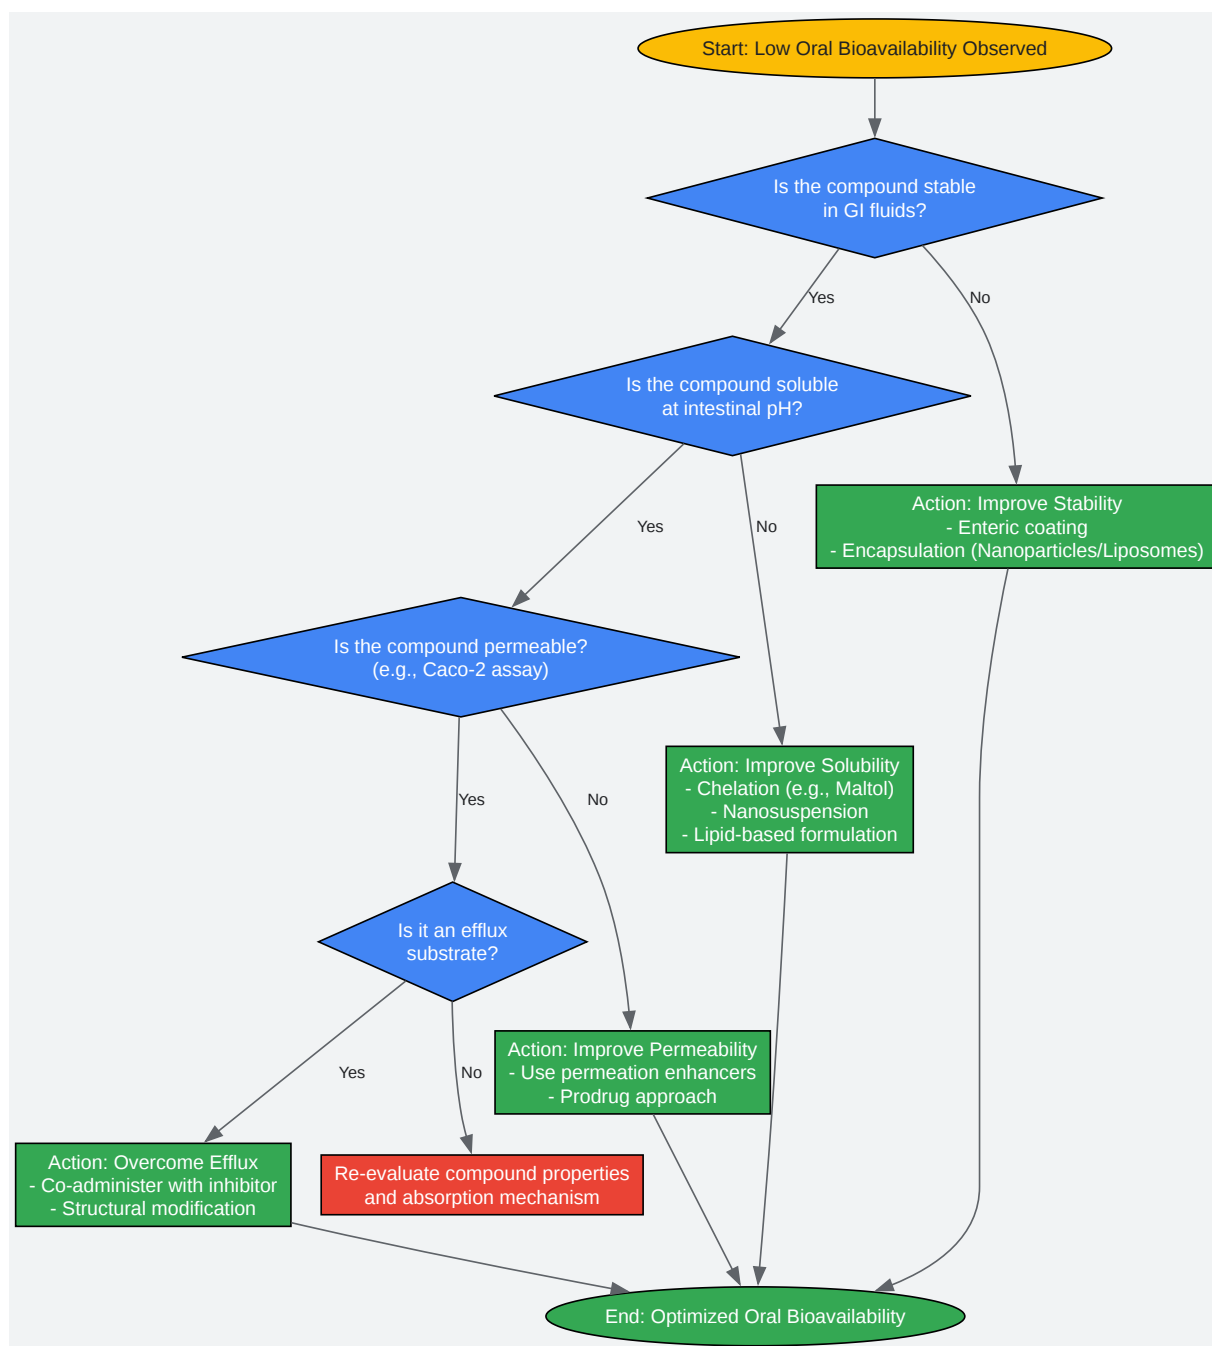 Start: Low Oral Bioavailability Observed
Is the compound stable
in GI fluids?
Yes
No
Is the compound soluble
at intestinal pH?
Action: Improve Stability
- Enteric coating
- Encapsulation (Nanoparticles/Liposomes)
Yes
No
Is the compound permeable?
(e.g., Caco-2 assay)
Action: Improve Solubility
- Chelation (e.g., Maltol)
- Nanosuspension
- Lipid-based formulation
Yes
No
Is it an efflux
substrate?
Action: Improve Permeability
- Use permeation enhancers
- Prodrug approach
Yes
No
Action: Overcome Efflux
- Co-administer with inhibitor
- Structural modification
Re-evaluate compound properties
and absorption mechanism
End: Optimized Oral Bioavailability